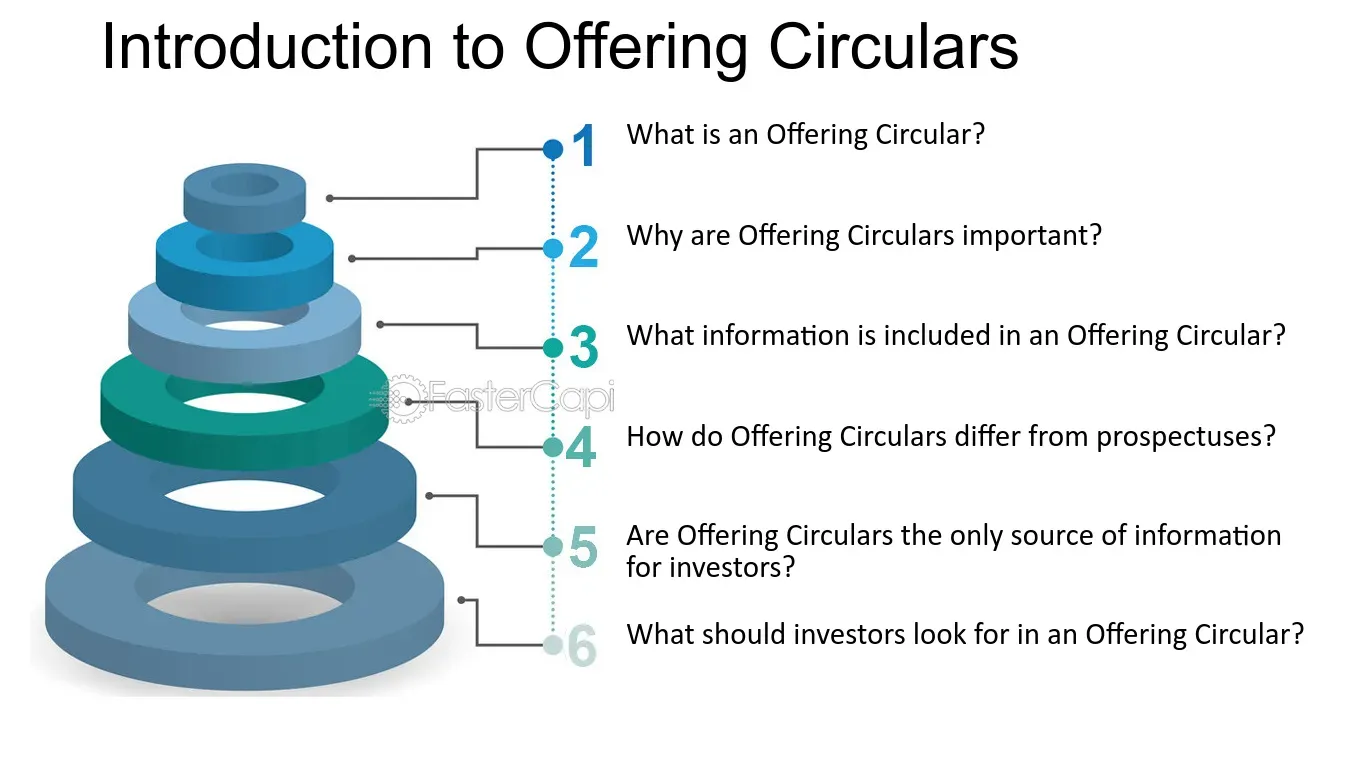 Introduction to Offering Circulars
1 What is an Offering Circular?
2 Why are Offering Circulars important?
3 What information is included in an Offering Circular?
FasterCapi
4 How do Offering Circulars differ from prospectuses?
5 Are Offering Circulars the only source of information
for investors?
6 What should investors look for in an Offering Circular?